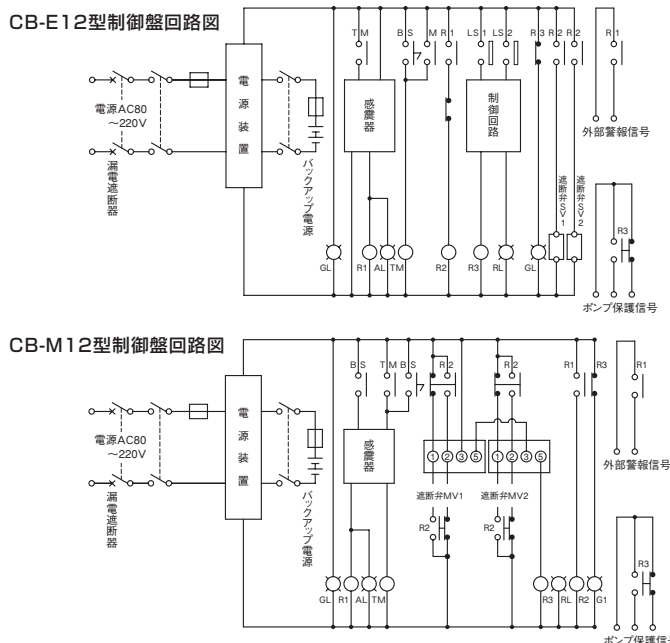 CB-E12型制御盤回路図
TM
BS
M
R1
LS1
LS2
R3
R2
R2
R1
電源AC80
～220V
漏電遮断器
電源装置
バックアップ電源
感震器
制御回路
外部警報信号
遮断弁SV1
遮断弁SV2
R3
GL
R1
AL
TM
R2
R3
RL
GL
ポンプ保護信号
CB-M12型制御盤回路図
BS
TM
BS
R2
R2
R1
R3
R1
電源AC80
～220V
漏電遮断器
電源装置
バックアップ電源
感震器
①②③⑤
①②③⑤
外部警報信号
遮断弁MV1
遮断弁MV2
R2
R2
R3
GL
R1
AL
TM
R3
RL
R2
G1
ポンプ保護信号